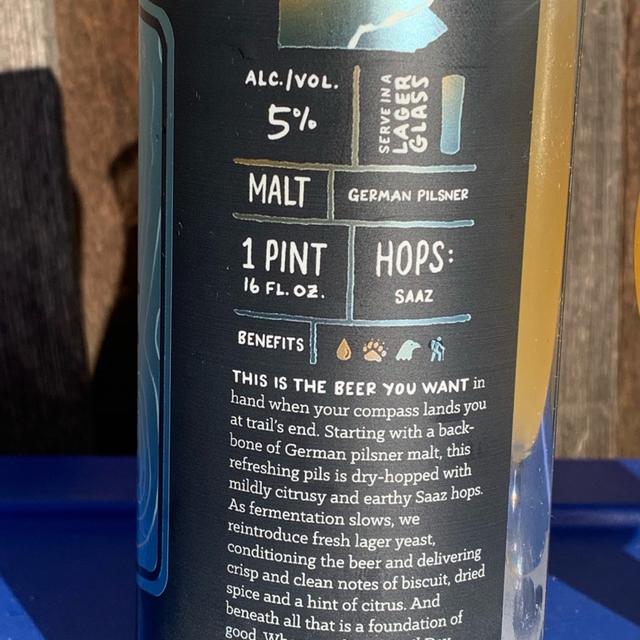 ALC./VOL.
5%
SERVE IN A
LAGER
GLASS
MALT
GERMAN PILSNER
1 PINT
16 FL. OZ.
HOPS:
SAAZ
BENEFITS
THIS IS THE BEER YOU WANT in
hand when your compass lands you
at trail's end. Starting with a back-
bone of German pilsner malt, this
refreshing pils is dry-hopped with
mildly citrusy and earthy Saaz hops.
As fermentation slows, we
reintroduce fresh lager yeast,
conditioning the beer and delivering
crisp and clean notes of biscuit, dried
spice and a hint of citrus. And
beneath all that is a foundation of
good.